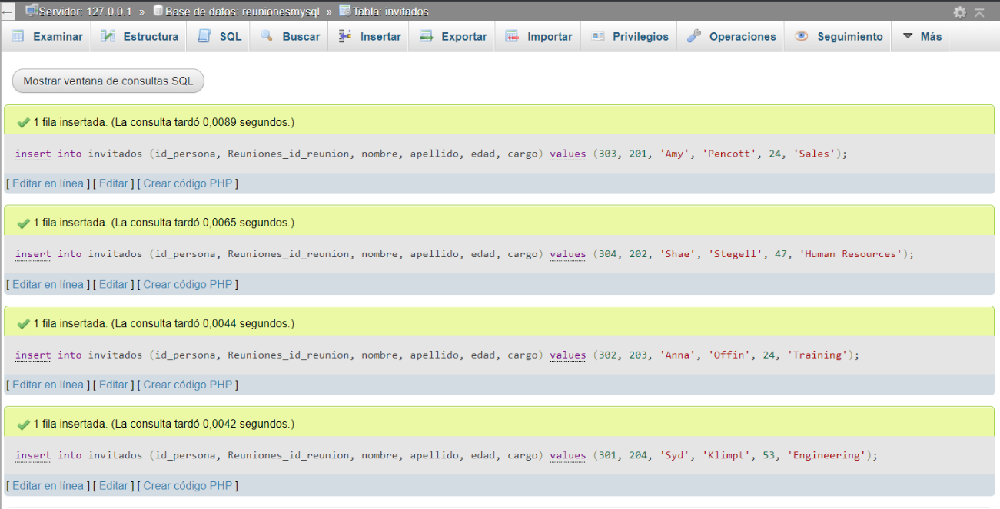 Servidor: 127.0.0.1 » Base de datos: reunionesmysql » Tabla: invitados
Examinar Estructura SQL Buscar Insertar Exportar Importar Privilegios Operaciones Seguimiento Más
Mostrar ventana de consultas SQL
1 fila insertada. (La consulta tardó 0,0089 segundos.)
insert into invitados (id_persona, Reuniones_id_reunion, nombre, apellido, edad, cargo) values (303, 201, 'Amy', 'Pencott', 24, 'Sales');
[ Editar en línea ] [ Editar ] [ Crear código PHP ]
1 fila insertada. (La consulta tardó 0,0065 segundos.)
insert into invitados (id_persona, Reuniones_id_reunion, nombre, apellido, edad, cargo) values (304, 202, 'Shae', 'Stegell', 47, 'Human Resources');
[ Editar en línea ] [ Editar ] [ Crear código PHP ]
1 fila insertada. (La consulta tardó 0,0044 segundos.)
insert into invitados (id_persona, Reuniones_id_reunion, nombre, apellido, edad, cargo) values (302, 203, 'Anna', 'Offin', 24, 'Training');
[ Editar en línea ] [ Editar ] [ Crear código PHP ]
1 fila insertada. (La consulta tardó 0,0042 segundos.)
insert into invitados (id_persona, Reuniones_id_reunion, nombre, apellido, edad, cargo) values (301, 204, 'Syd', 'Klimpt', 53, 'Engineering');
[ Editar en línea ] [ Editar ] [ Crear código PHP ]